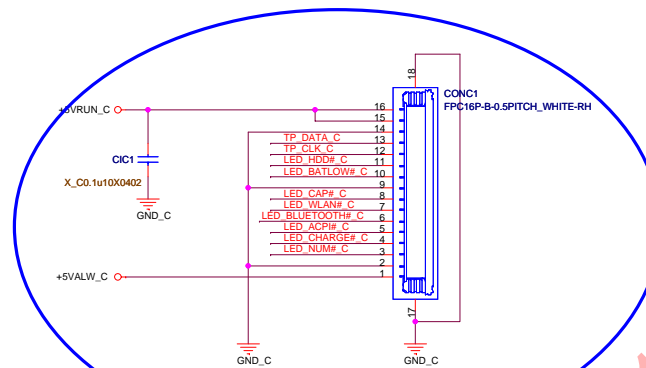 18
CONC1
FPC16P-B-0.5PITCH_WHITE-RH
16
15
14
TP_DATA_C 13
TP_CLK_C 12
LED_HDD#_C 11
LED_BATLOW#_C 10
9
LED_CAP#_C 8
LED_WLAN#_C 7
LED_BLUETOOTH#_C 6
LED_ACPI#_C 5
LED_CHARGE#_C 4
LED_NUM#_C 3
2
+5VALW_C 1
CIC1
X_C0.1u10X0402
GND_C
17
GND_C
GND_C